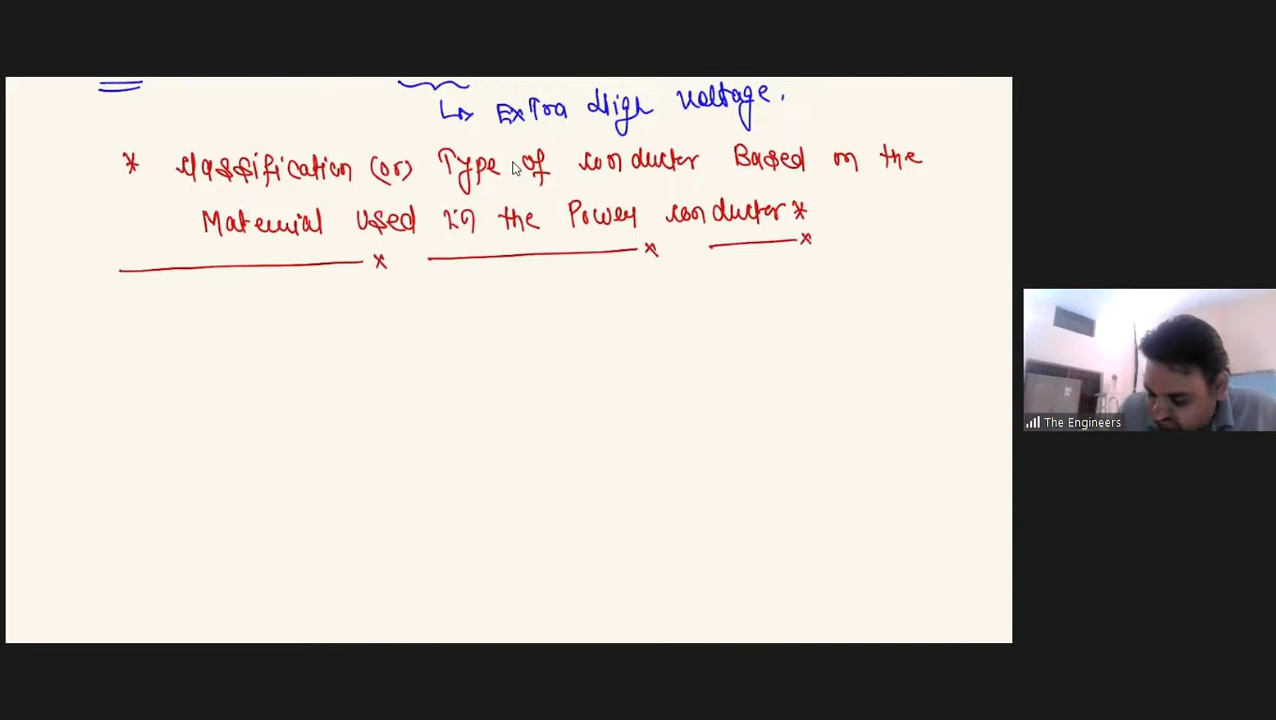 ↳ Extra High Voltage.
* Classification (or) Type of conductor Based on the
Material used in the Power conductor *
The Engineers